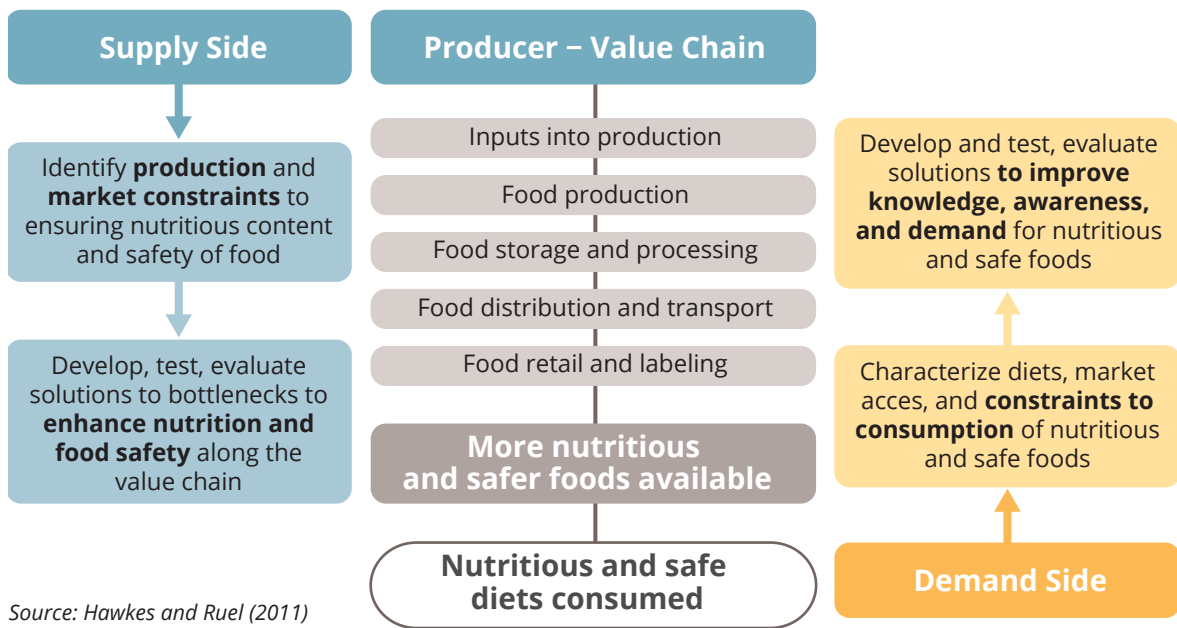 Supply Side
Identify production and
market constraints to
ensuring nutritious content
and safety of food
Develop, test, evaluate
solutions to bottlenecks to
enhance nutrition and
food safety along the
value chain
Producer – Value Chain
Inputs into production
Food production
Food storage and processing
Food distribution and transport
Food retail and labeling
More nutritious
and safer foods available
Nutritious and safe
diets consumed
Develop and test, evaluate
solutions to improve
knowledge, awareness,
and demand for nutritious
and safe foods
Characterize diets, market
acces, and constraints to
consumption of nutritious
and safe foods
Demand Side
Source: Hawkes and Ruel (2011)